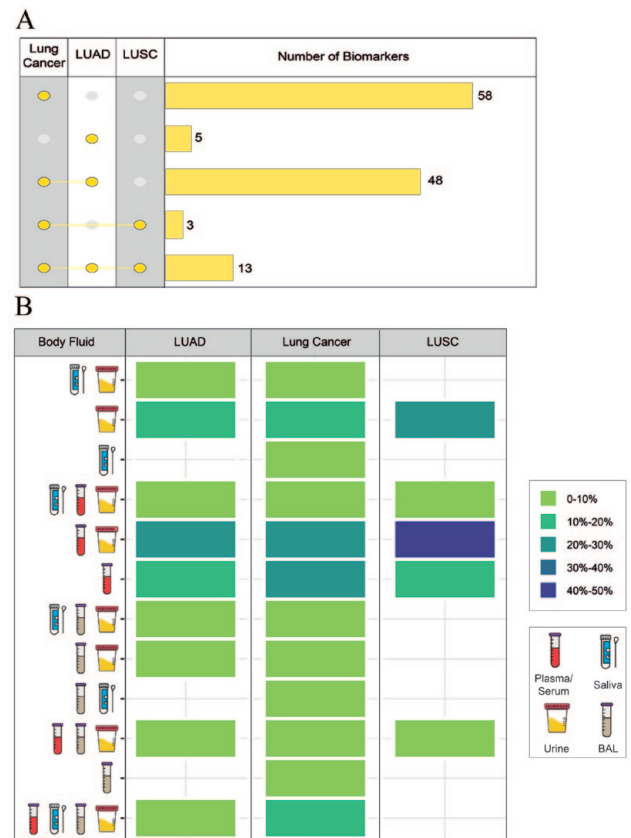 A
Lung Cancer LUAD LUSC Number of Biomarkers
58
5
48
3
13
B
Body Fluid LUAD Lung Cancer LUSC
0-10%
10%-20%
20%-30%
30%-40%
40%-50%
Plasma/
Serum Saliva
Urine BAL